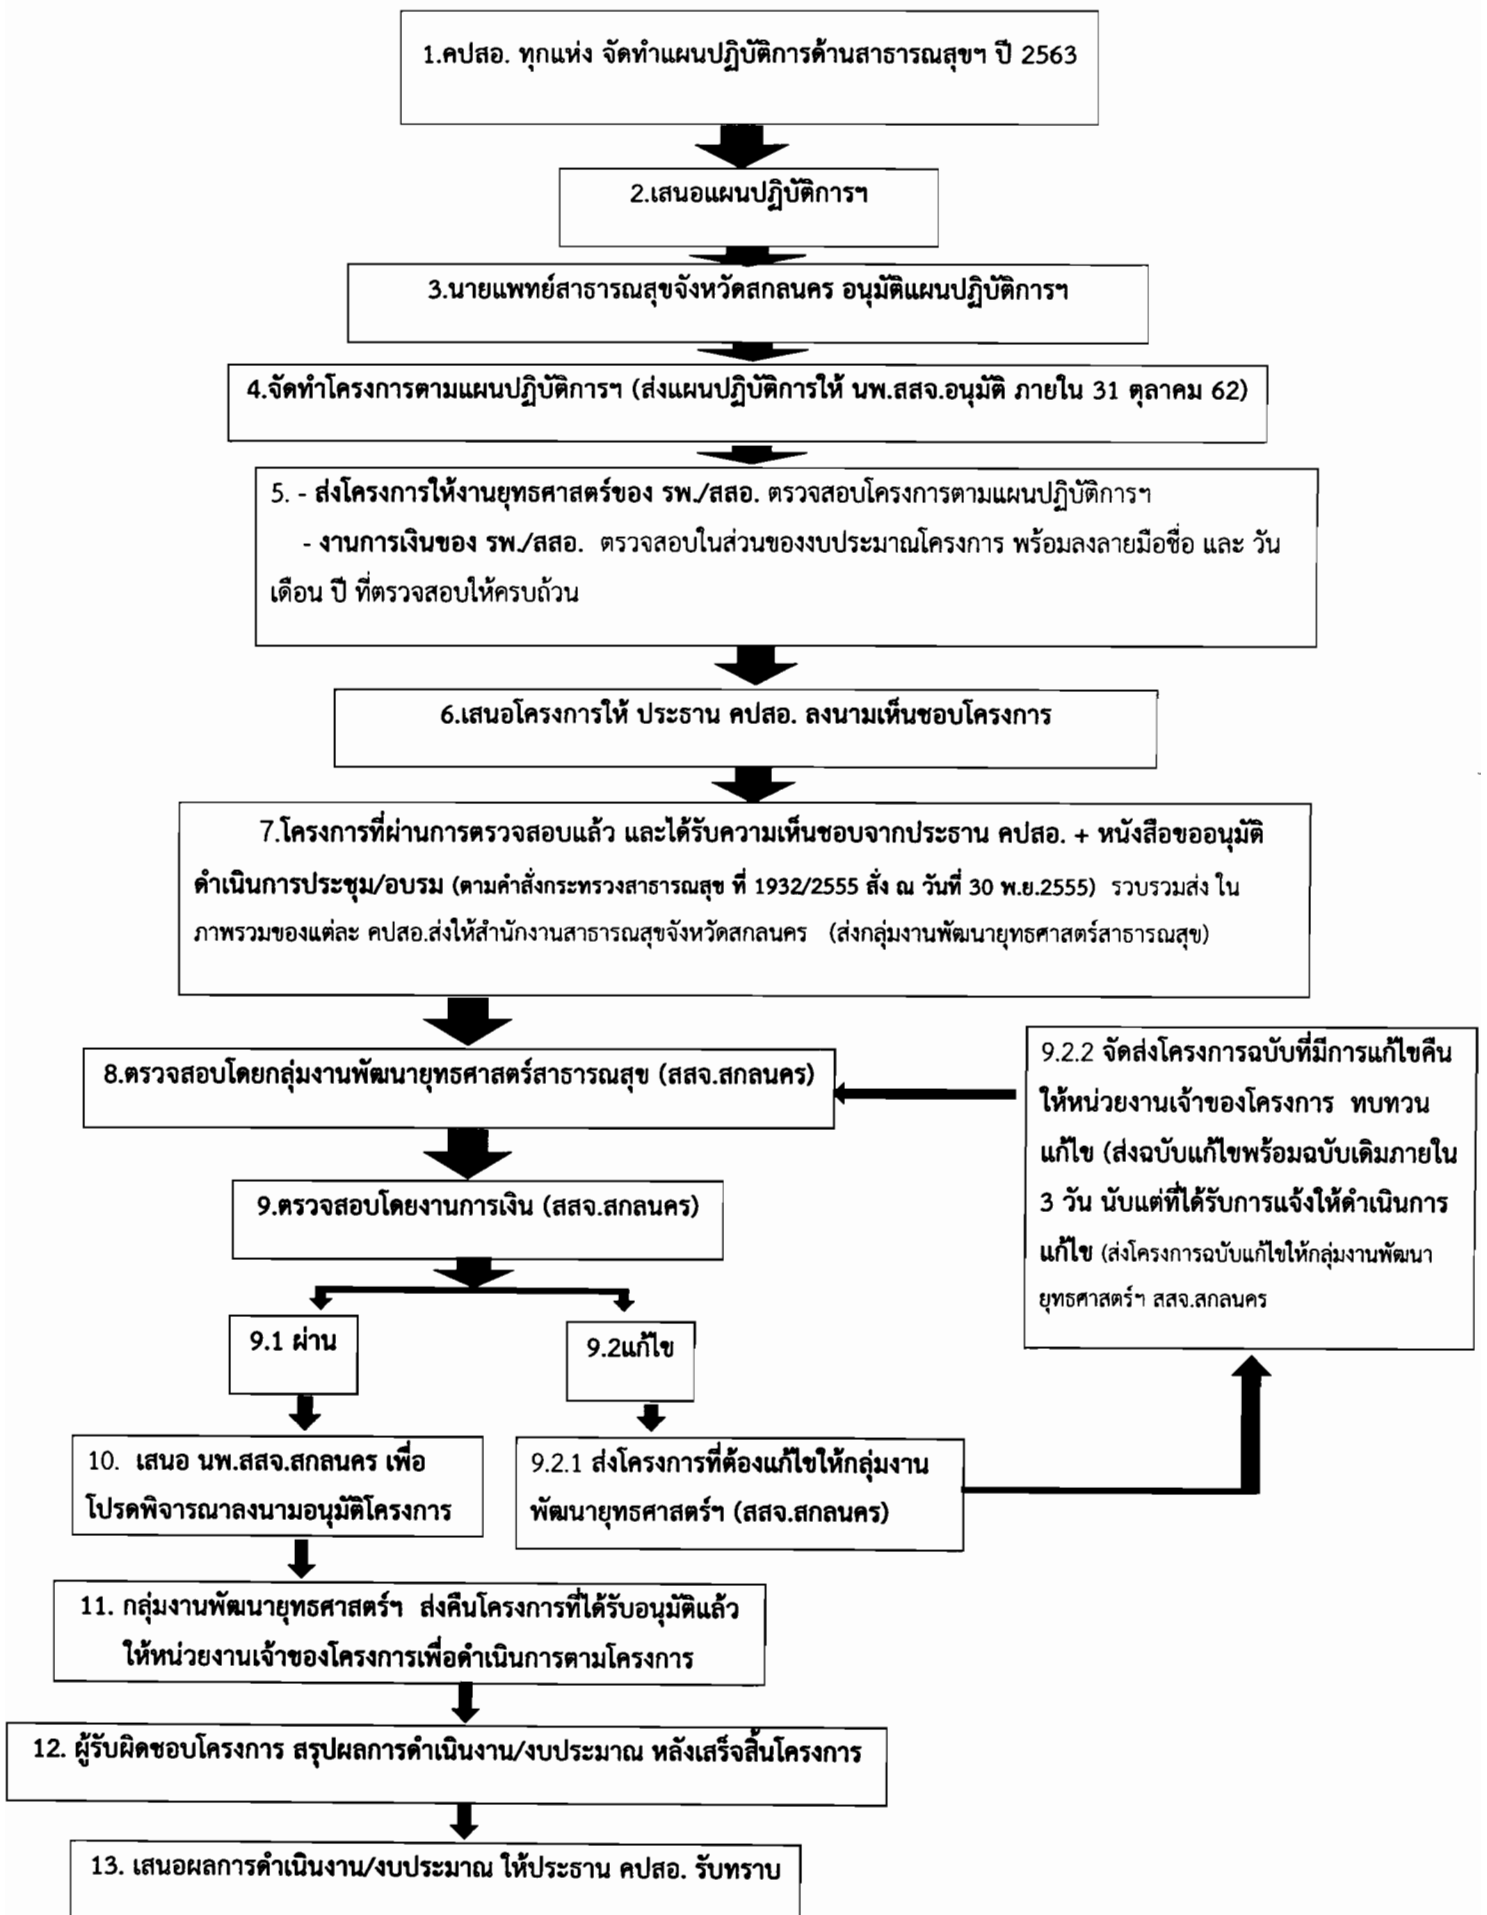 1.คปสอ. ทุกแห่ง จัดทำแผนปฏิบัติการด้านสาธารณสุขฯ ปี 2563
2.เสนอแผนปฏิบัติการฯ
3.นายแพทย์สาธารณสุขจังหวัดสกลนคร อนุมัติแผนปฏิบัติการฯ
4.จัดทำโครงการตามแผนปฏิบัติการฯ (ส่งแผนปฏิบัติการให้ นพ.สสจ.อนุมัติ ภายใน 31 ตุลาคม 62)
5. - ส่งโครงการให้งานยุทธศาสตร์ของ รพ./สสอ. ตรวจสอบโครงการตามแผนปฏิบัติการฯ
- งานการเงินของ รพ./สสอ. ตรวจสอบในส่วนของงบประมาณโครงการ พร้อมลงลายมือชื่อ และ วัน
เดือน ปี ที่ตรวจสอบให้ครบถ้วน
6.เสนอโครงการให้ ประธาน คปสอ. ลงนามเห็นชอบโครงการ
7.โครงการที่ผ่านการตรวจสอบแล้ว และได้รับความเห็นชอบจากประธาน คปสอ. + หนังสือขออนุมัติ
ดำเนินการประชุม/อบรม (ตามคำสั่งกระทรวงสาธารณสุข ที่ 1932/2555 สั่ง ณ วันที่ 30 พ.ย.2555) รวบรวมส่ง ใน
ภาพรวมของแต่ละ คปสอ.ส่งให้สำนักงานสาธารณสุขจังหวัดสกลนคร (ส่งกลุ่มงานพัฒนายุทธศาสตร์สาธารณสุข)
8.ตรวจสอบโดยกลุ่มงานพัฒนายุทธศาสตร์สาธารณสุข (สสจ.สกลนคร)
9.ตรวจสอบโดยงานการเงิน (สสจ.สกลนคร)
9.1 ผ่าน
9.2แก้ไข
9.2.1 ส่งโครงการที่ต้องแก้ไขให้กลุ่มงาน
พัฒนายุทธศาสตร์ฯ (สสจ.สกลนคร)
9.2.2 จัดส่งโครงการฉบับที่มีการแก้ไขคืน
ให้หน่วยงานเจ้าของโครงการ ทบทวน
แก้ไข (ส่งฉบับแก้ไขพร้อมฉบับเดิมภายใน
3 วัน นับแต่ที่ได้รับการแจ้งให้ดำเนินการ
แก้ไข (ส่งโครงการฉบับแก้ไขให้กลุ่มงานพัฒนา
ยุทธศาสตร์ฯ สสจ.สกลนคร
10. เสนอ นพ.สสจ.สกลนคร เพื่อ
โปรดพิจารณาลงนามอนุมัติโครงการ
11. กลุ่มงานพัฒนายุทธศาสตร์ฯ ส่งคืนโครงการที่ได้รับอนุมัติแล้ว
ให้หน่วยงานเจ้าของโครงการเพื่อดำเนินการตามโครงการ
12. ผู้รับผิดชอบโครงการ สรุปผลการดำเนินงาน/งบประมาณ หลังเสร็จสิ้นโครงการ
13. เสนอผลการดำเนินงาน/งบประมาณ ให้ประธาน คปสอ. รับทราบ